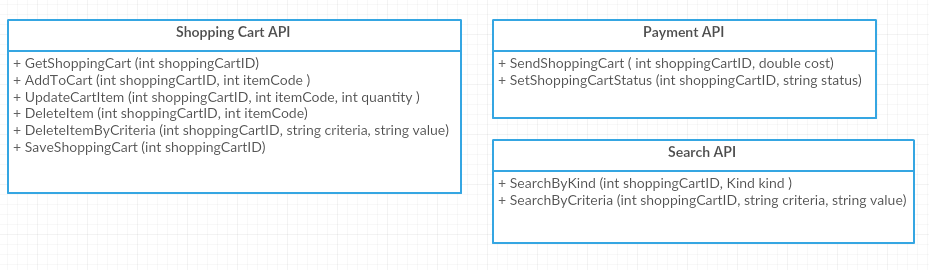 Shopping Cart API
+ GetShoppingCart (int shoppingCartID)
+ AddToCart (int shoppingCartID, int itemCode )
+ UpdateCartItem (int shoppingCartID, int itemCode, int quantity )
+ DeleteItem (int shoppingCartID, int itemCode)
+ DeleteItemByCriteria (int shoppingCartID, string criteria, string value)
+ SaveShoppingCart (int shoppingCartID)
Payment API
+ SendShoppingCart ( int shoppingCartID, double cost)
+ SetShoppingCartStatus (int shoppingCartID, string status)
Search API
+ SearchByKind (int shoppingCartID, Kind kind )
+ SearchByCriteria (int shoppingCartID, string criteria, string value)